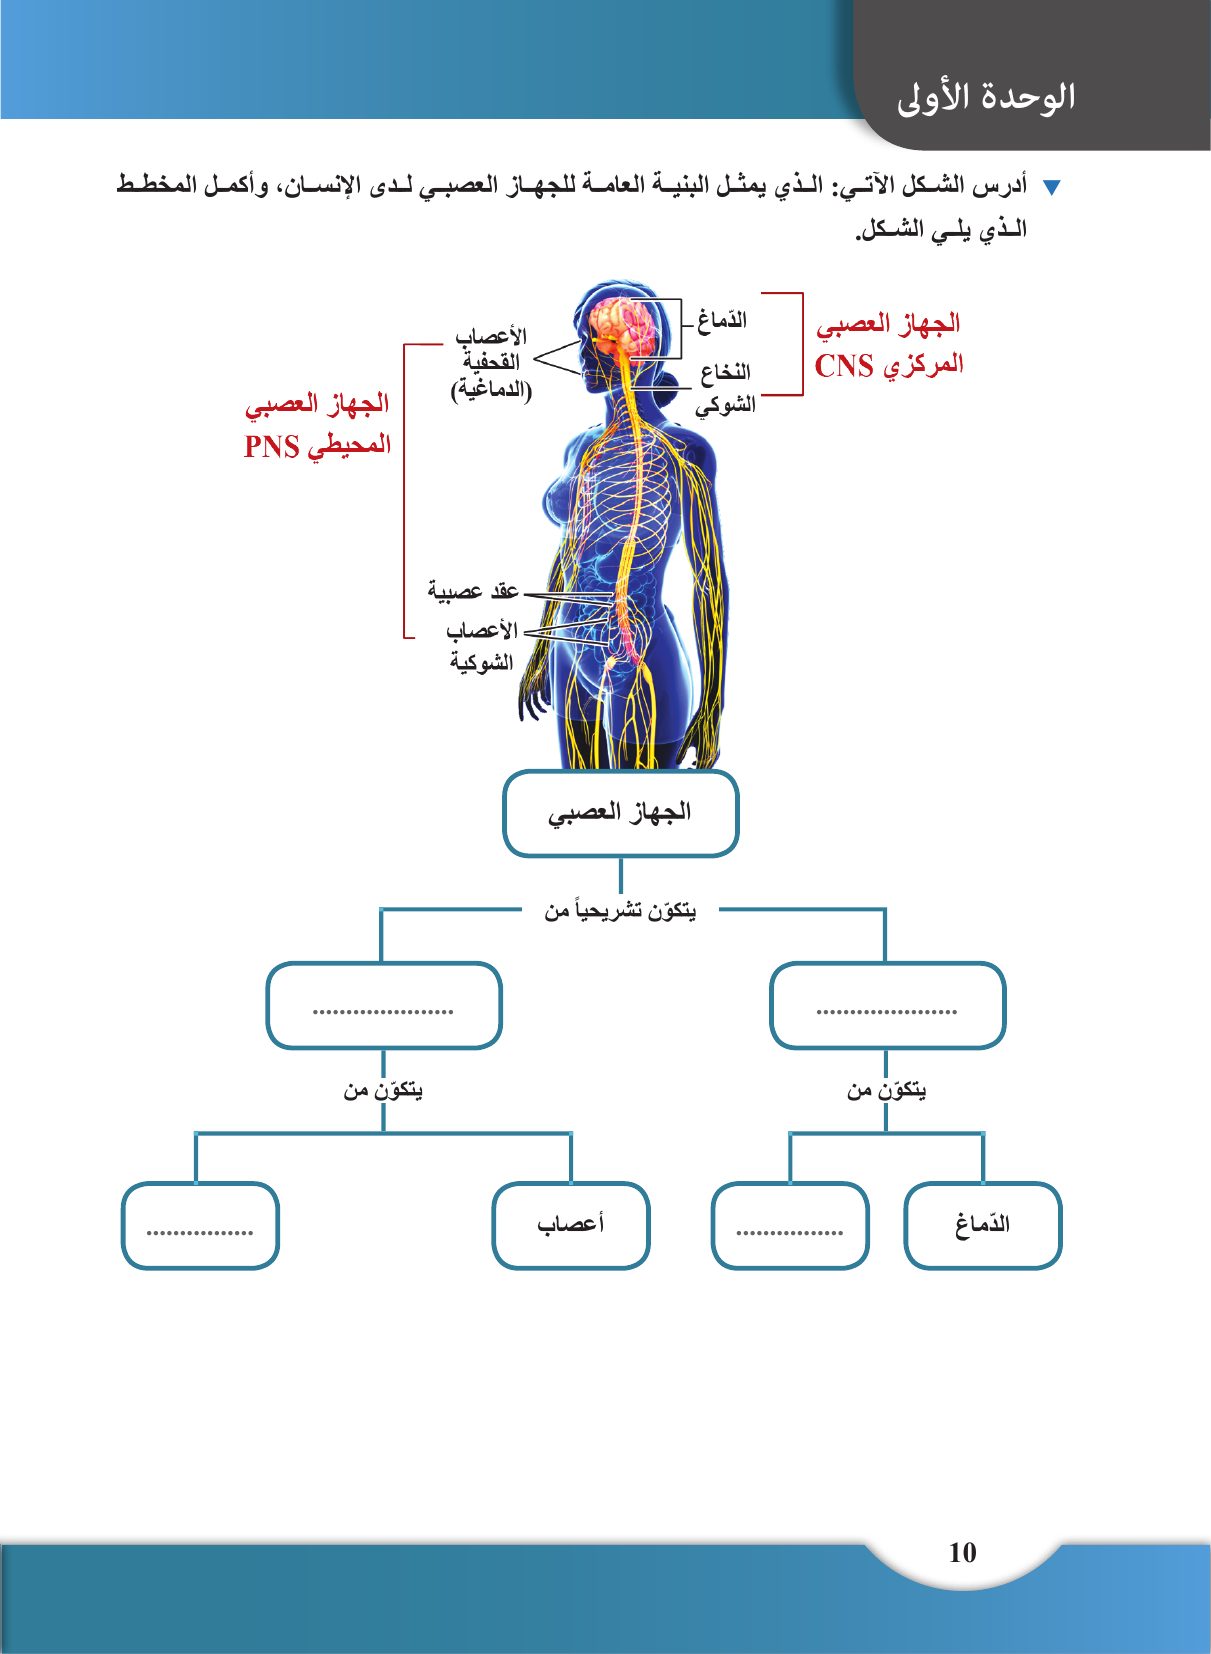 الوحدة الأولى
أدرس الشكل الآتي: الذي يمثل البنية العامة للجهاز العصبي لدى الإنسان، وأكمل المخطط
الذي يلي الشكل.
الجهاز العصبي
المركزي CNS
الدّماغ
النخاع
الشوكي
الأعصاب
القحفية
(الدماغية)
الجهاز العصبي
المحيطي PNS
عقد عصبية
الأعصاب
الشوكية
الجهاز العصبي
يتكوّن تشريحياً من
.....................
.....................
يتكوّن من
يتكوّن من
الدّماغ
................
أعصاب
................
10